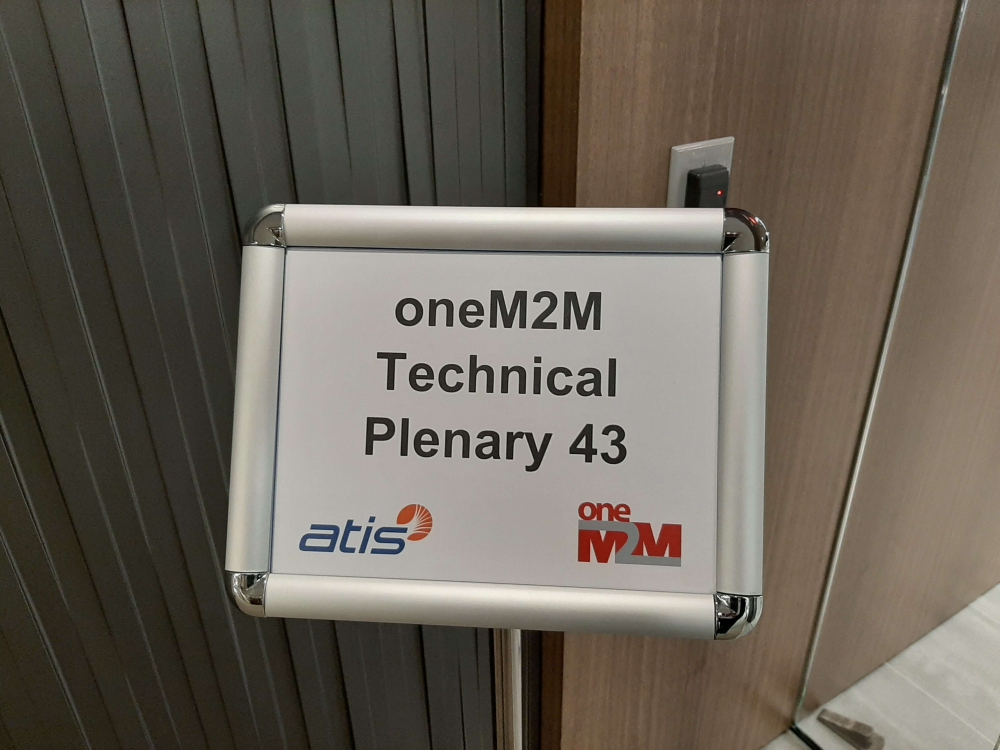 oneM2M
Technical
Plenary 43
atis
one
M2M